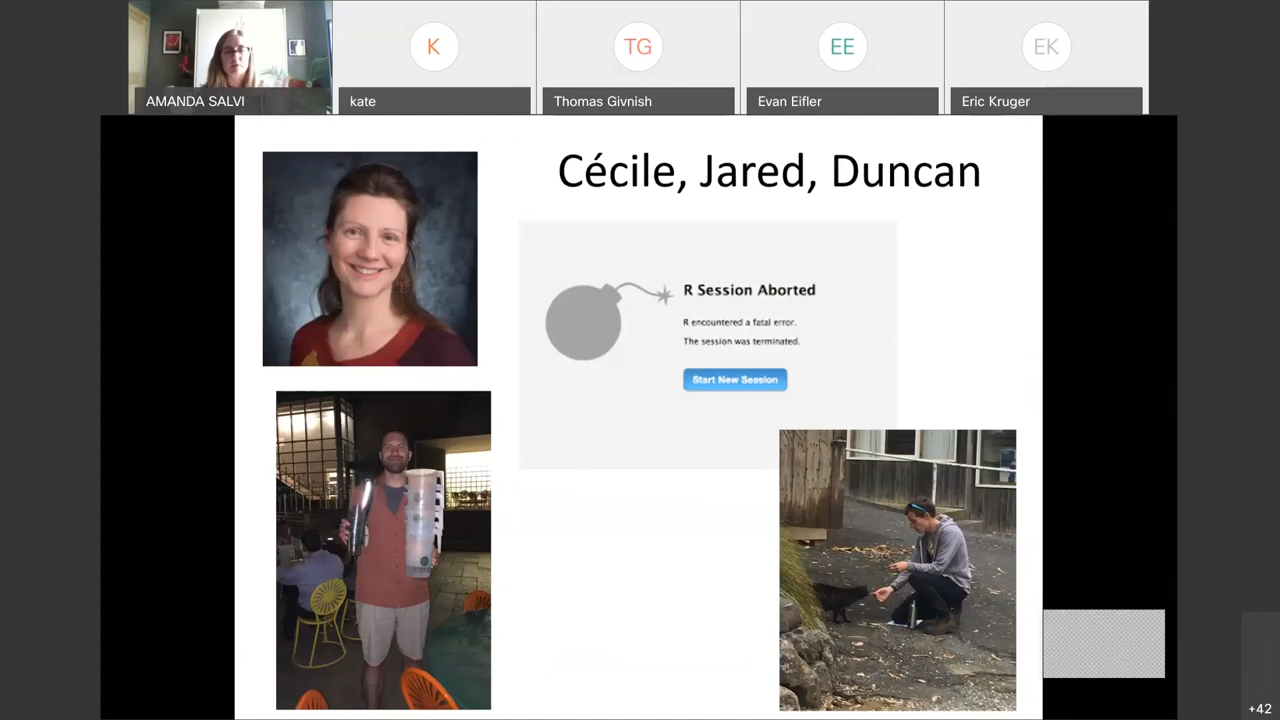 K
TG
EE
EK
AMANDA SALVI
kate
Thomas Givnish
Evan Eifler
Eric Kruger
Cécile, Jared, Duncan
R Session Aborted
R encountered a fatal error.
The session was terminated.
Start New Session
+42